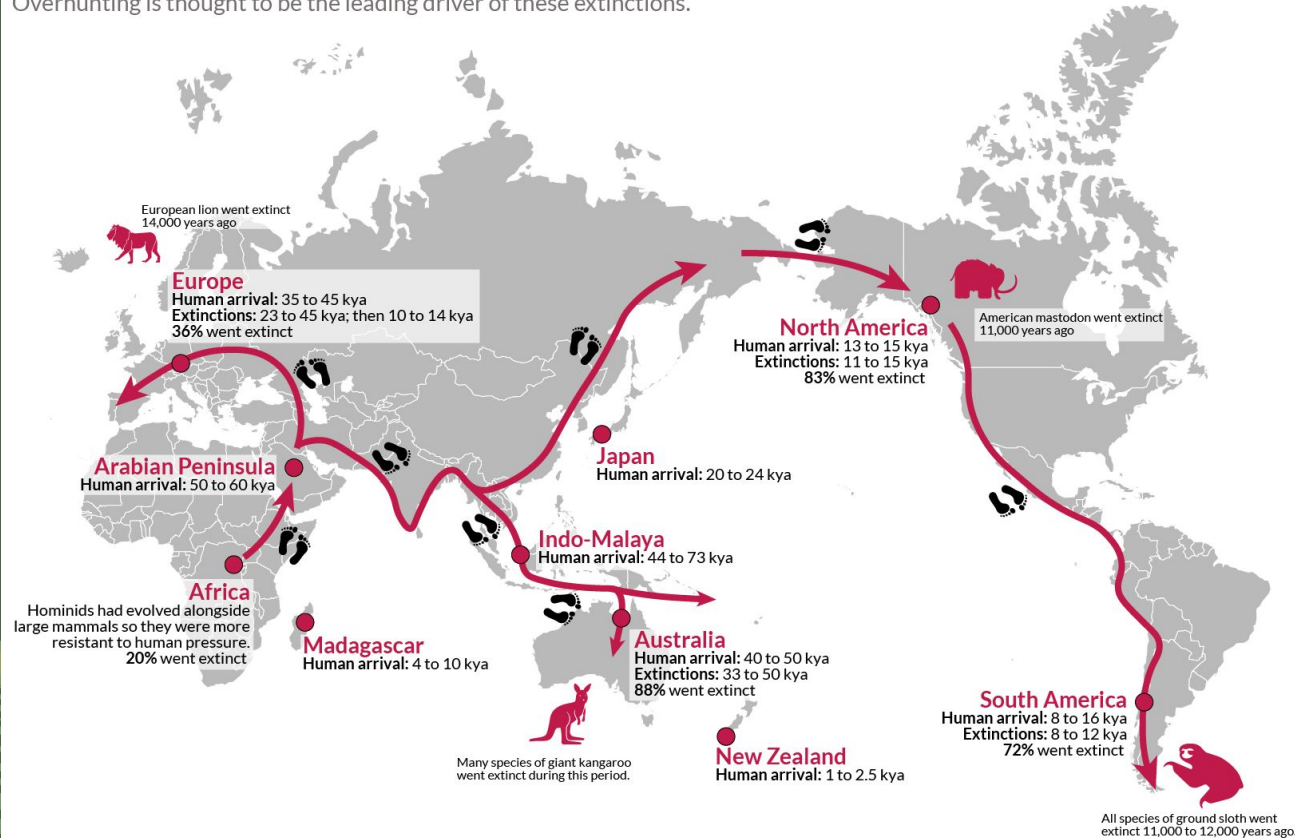 Overhunting is thought to be the leading driver of these extinctions.
European lion went extinct
14,000 years ago
Europe
Human arrival: 35 to 45 kya
Extinctions: 23 to 45 kya; then 10 to 14 kya
36% went extinct
North America
Human arrival: 13 to 15 kya
Extinctions: 11 to 15 kya
83% went extinct
American mastodon went extinct
11,000 years ago
Arabian Peninsula
Human arrival: 50 to 60 kya
Japan
Human arrival: 20 to 24 kya
Indo-Malaya
Human arrival: 44 to 73 kya
Africa
Hominids had evolved alongside
large mammals so they were more
resistant to human pressure.
20% went extinct
Madagascar
Human arrival: 4 to 10 kya
Australia
Human arrival: 40 to 50 kya
Extinctions: 33 to 50 kya
88% went extinct
Many species of giant kangaroo
went extinct during this period.
New Zealand
Human arrival: 1 to 2.5 kya
South America
Human arrival: 8 to 16 kya
Extinctions: 8 to 12 kya
72% went extinct
All species of ground sloth went
extinct 11,000 to 12,000 years ago